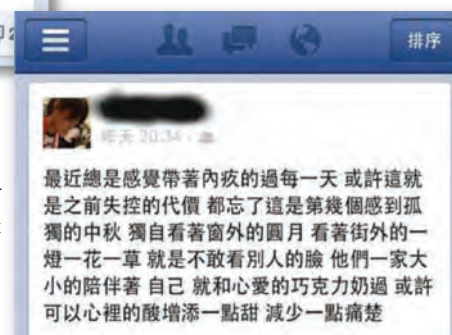 排序
昨天 20:34
最近總是感覺帶著內疚的過每一天 或許這就
是之前失控的代價 都忘了這是第幾個感到孤
獨的中秋 獨自看著窗外的圓月 看著街外的一
燈一花一草 就是不敢看別人的臉 他們一家大
小的陪伴著 自己 就和心愛的巧克力奶過 或許
可以心裡的酸增添一點甜 減少一點痛楚